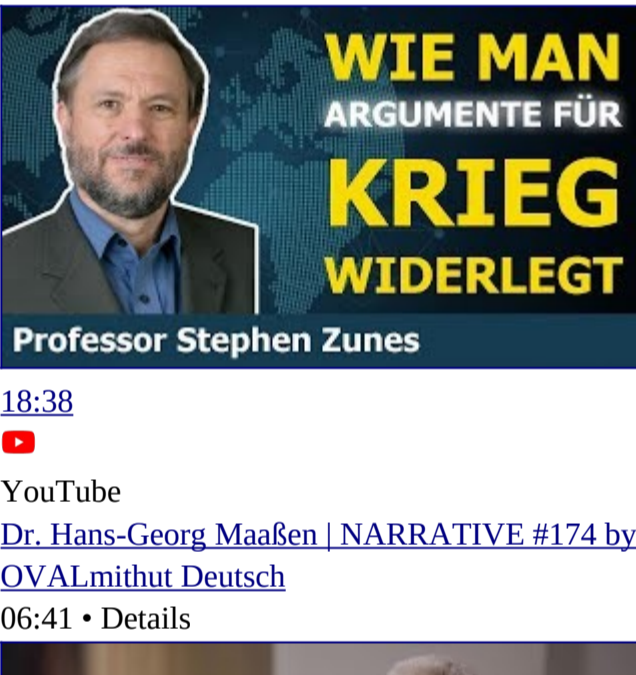 WIE MAN
ARGUMENTE FÜR
KRIEG
WIDERLEGT
Professor Stephen Zunes
18:38
YouTube
Dr. Hans-Georg Maaßen | NARRATIVE #174 by
OVALmithut Deutsch
06:41 • Details